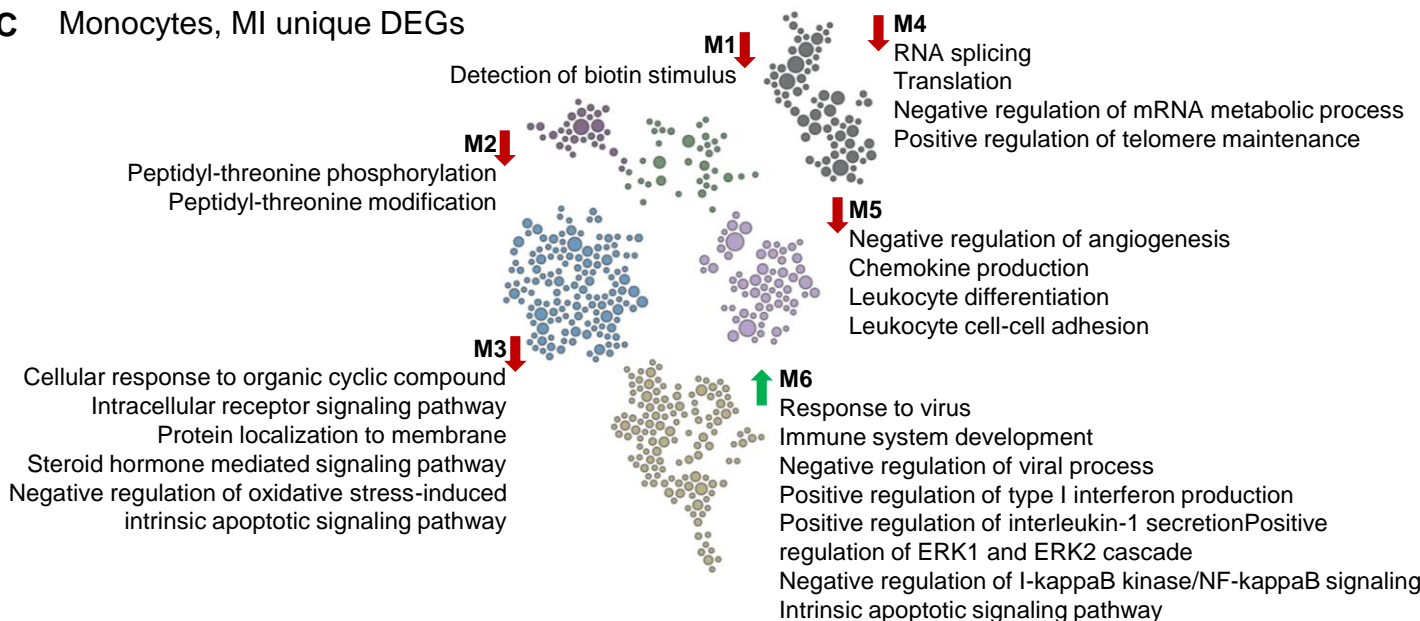 C Monocytes, MI unique DEGs
M1
Detection of biotin stimulus
M2
Peptidyl-threonine phosphorylation
Peptidyl-threonine modification
M3
Cellular response to organic cyclic compound
Intracellular receptor signaling pathway
Protein localization to membrane
Steroid hormone mediated signaling pathway
Negative regulation of oxidative stress-induced
intrinsic apoptotic signaling pathway
M4
RNA splicing
Translation
Negative regulation of mRNA metabolic process
Positive regulation of telomere maintenance
M5
Negative regulation of angiogenesis
Chemokine production
Leukocyte differentiation
Leukocyte cell-cell adhesion
M6
Response to virus
Immune system development
Negative regulation of viral process
Positive regulation of type I interferon production
Positive regulation of interleukin-1 secretionPositive
regulation of ERK1 and ERK2 cascade
Negative regulation of I-kappaB kinase/NF-kappaB signaling
Intrinsic apoptotic signaling pathway